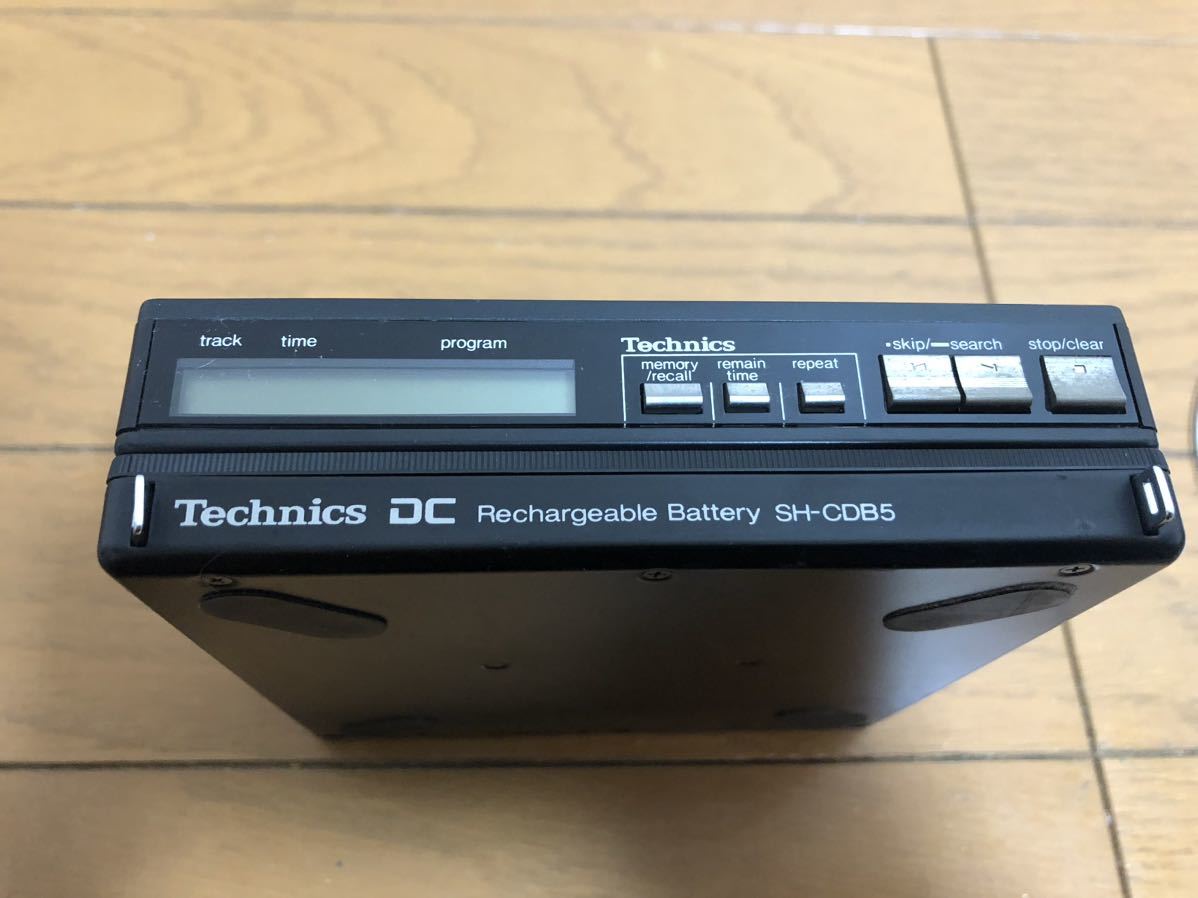 track time program
Technics
memory /recall
remain time
repeat
skip/ search
stop/clear
Technics DC Rechargeable Battery SH-CDB5